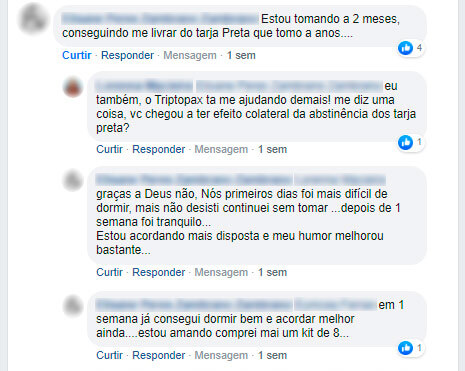 Estou tomando a 2 meses,
conseguindo me livrar do tarja Preta que tomo a anos....
4
Curtir · Responder · Mensagem · 1 sem
eu
também, o Triptopax ta me ajudando demais! me diz uma
coisa, vc chegou a ter efeito colateral da abstinência dos tarja
preta?
1
Curtir · Responder · Mensagem · 1 sem
graças a Deus não, Nós primeiros dias foi mais difícil de
dormir, mais não desisti continuei sem tomar ...depois de 1
semana foi tranquilo...
Estou acordando mais disposta e meu humor melhorou
bastante...
Curtir · Responder · Mensagem · 1 sem
em 1
semana já consegui dormir bem e acordar melhor
ainda....estou amando comprei mai um kit de 8...
1
Curtir · Responder · Mensagem · 1 sem